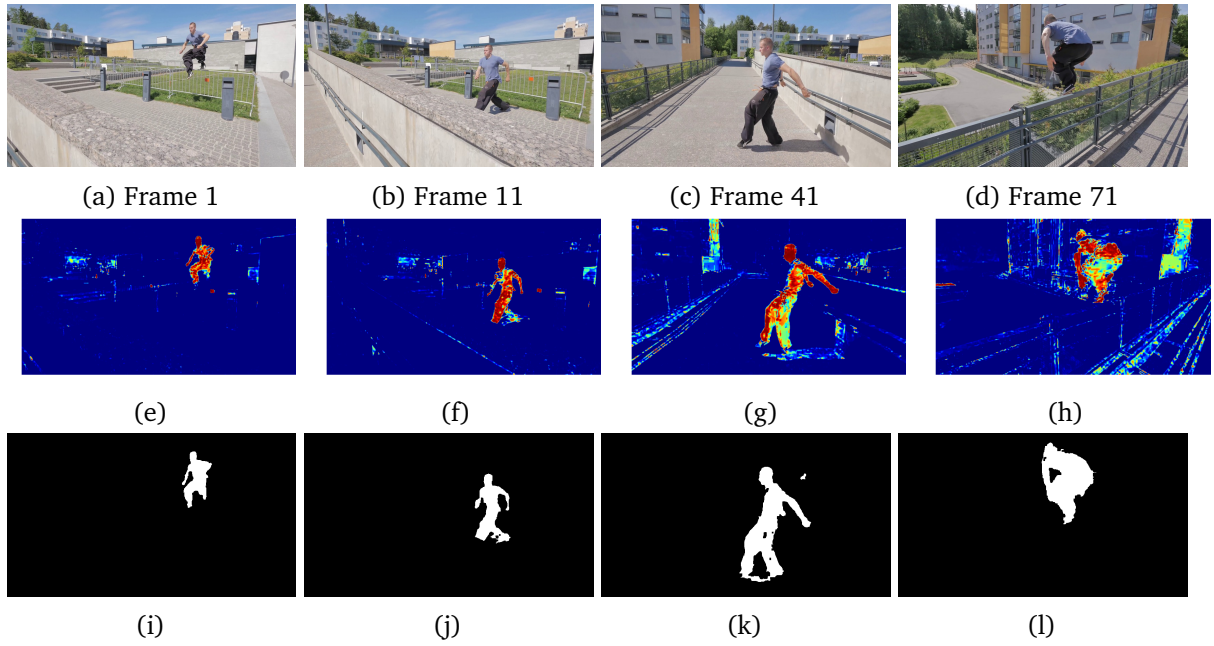 (a) Frame 1
(b) Frame 11
(c) Frame 41
(d) Frame 71
(e)
(f)
(g)
(h)
(i)
(j)
(k)
(l)